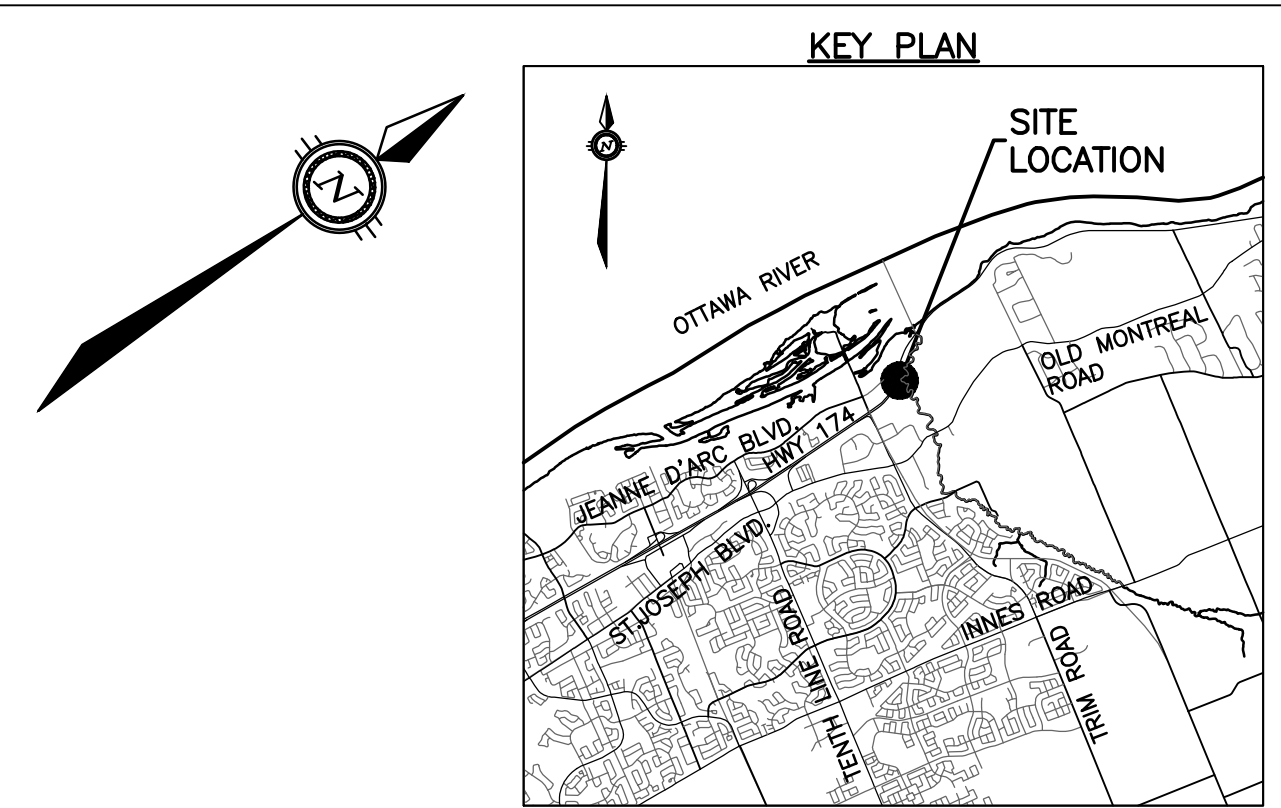 KEY PLAN
N
N
SITE
LOCATION
OTTAWA RIVER
OLD MONTREAL
ROAD
JEANNE D'ARC BLVD.
HWY 174
ST.JOSEPH BLVD.
TENTH LINE ROAD
INNES ROAD
TRIM ROAD